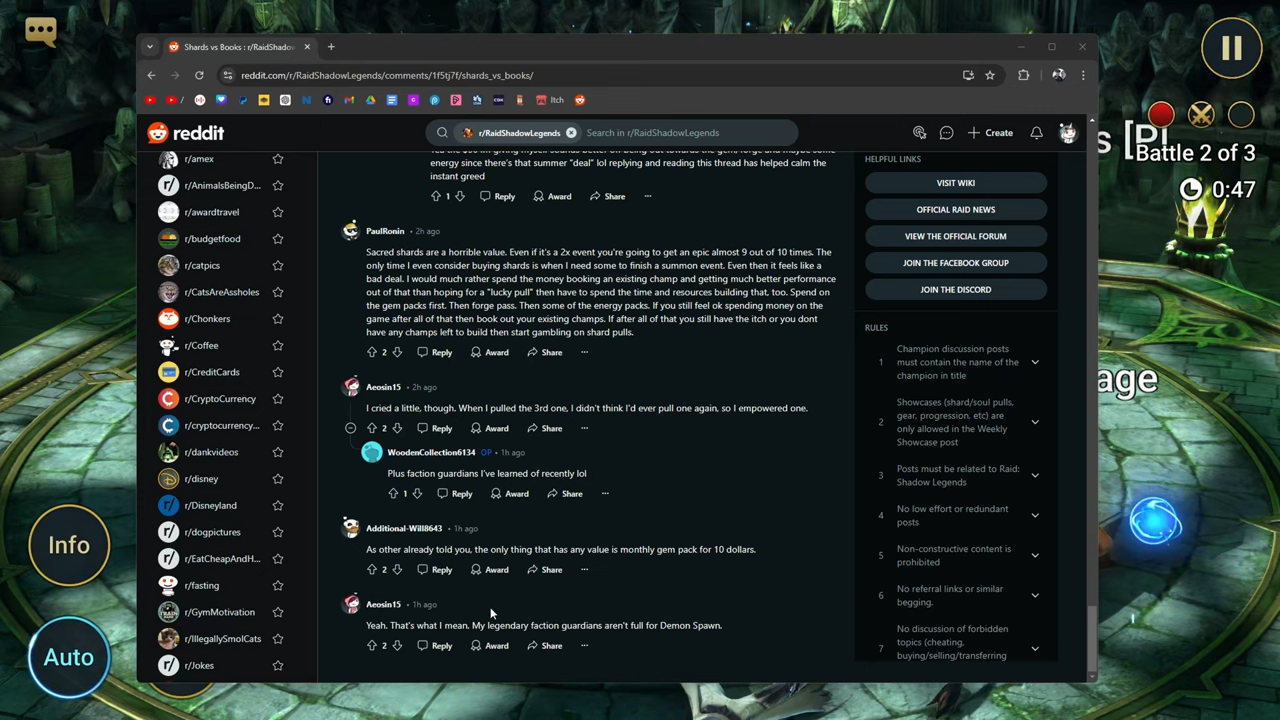 Shards vs Books : r/RaidShadow
reddit.com/r/RaidShadowLegends/comments/1f5tj7f/shards_vs_books/
Itch
reddit
r/RaidShadowLegends
Search in r/RaidShadowLegends
Create
Battle 2 of 3
0:47
r/amex
r/AnimalsBeingD...
r/awardtravel
r/budgetfood
r/catpics
r/CatsAreAssholes
r/Chonkers
r/Coffee
r/CreditCards
r/CryptoCurrency
r/cryptocurrency...
r/dankvideos
r/disney
r/Disneyland
r/dogpictures
r/EatCheapAndH...
r/fasting
r/GymMotivation
r/IllegallySmolCats
r/Jokes
energy since there's that summer "deal" lol replying and reading this thread has helped calm the
instant greed
1 Reply Award Share ...
PaulRonin • 2h ago
Sacred shards are a horrible value. Even if it's a 2x event you're going to get an epic almost 9 out of 10 times. The
only time I even consider buying shards is when I need some to finish a summon event. Even then it feels like a
bad deal. I would much rather spend the money booking an existing champ and getting much better performance
out of that than hoping for a "lucky pull" then have to spend the time and resources building that, too. Spend on
the gem packs first. Then forge pass. Then some of the energy packs. If you still feel ok spending money on the
game after all of that then book out your existing champs. If after all of that you still have the itch or you dont
have any champs left to build then start gambling on shard pulls.
2 Reply Award Share ...
Aeosin15 • 2h ago
I cried a little, though. When I pulled the 3rd one, I didn't think I'd ever pull one again, so I empowered one.
2 Reply Award Share ...
WoodenCollection6134 OP • 1h ago
Plus faction guardians I've learned of recently lol
1 Reply Award Share ...
Additional-Will8643 • 1h ago
As other already told you, the only thing that has any value is monthly gem pack for 10 dollars.
2 Reply Award Share ...
Aeosin15 • 1h ago
Yeah. That's what I mean. My legendary faction guardians aren't full for Demon Spawn.
2 Reply Award Share ...
HELPFUL LINKS
VISIT WIKI
OFFICIAL RAID NEWS
VIEW THE OFFICIAL FORUM
JOIN THE FACEBOOK GROUP
JOIN THE DISCORD
RULES
1 Champion discussion posts
must contain the name of the
champion in title
2 Showcases (shard/soul pulls,
gear, progression, etc) are
only allowed in the Weekly
Showcase post
3 Posts must be related to Raid:
Shadow Legends
4 No low effort or redundant
posts
5 Non-constructive content is
prohibited
6 No referral links or similar
begging.
7 No discussion of forbidden
topics (cheating,
buying/selling/transferring
Info
Auto